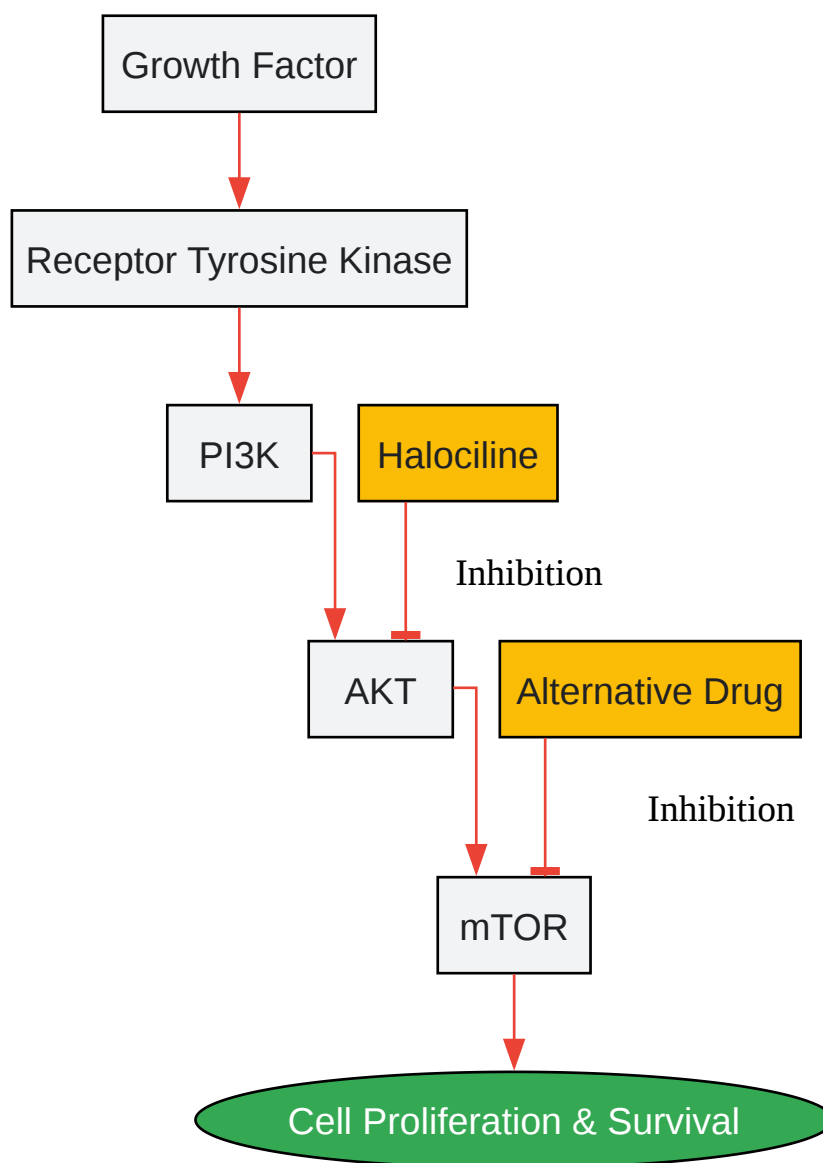 Growth Factor
Receptor Tyrosine Kinase
PI3K
Halociline
Inhibition
AKT
Alternative Drug
Inhibition
mTOR
Cell Proliferation & Survival